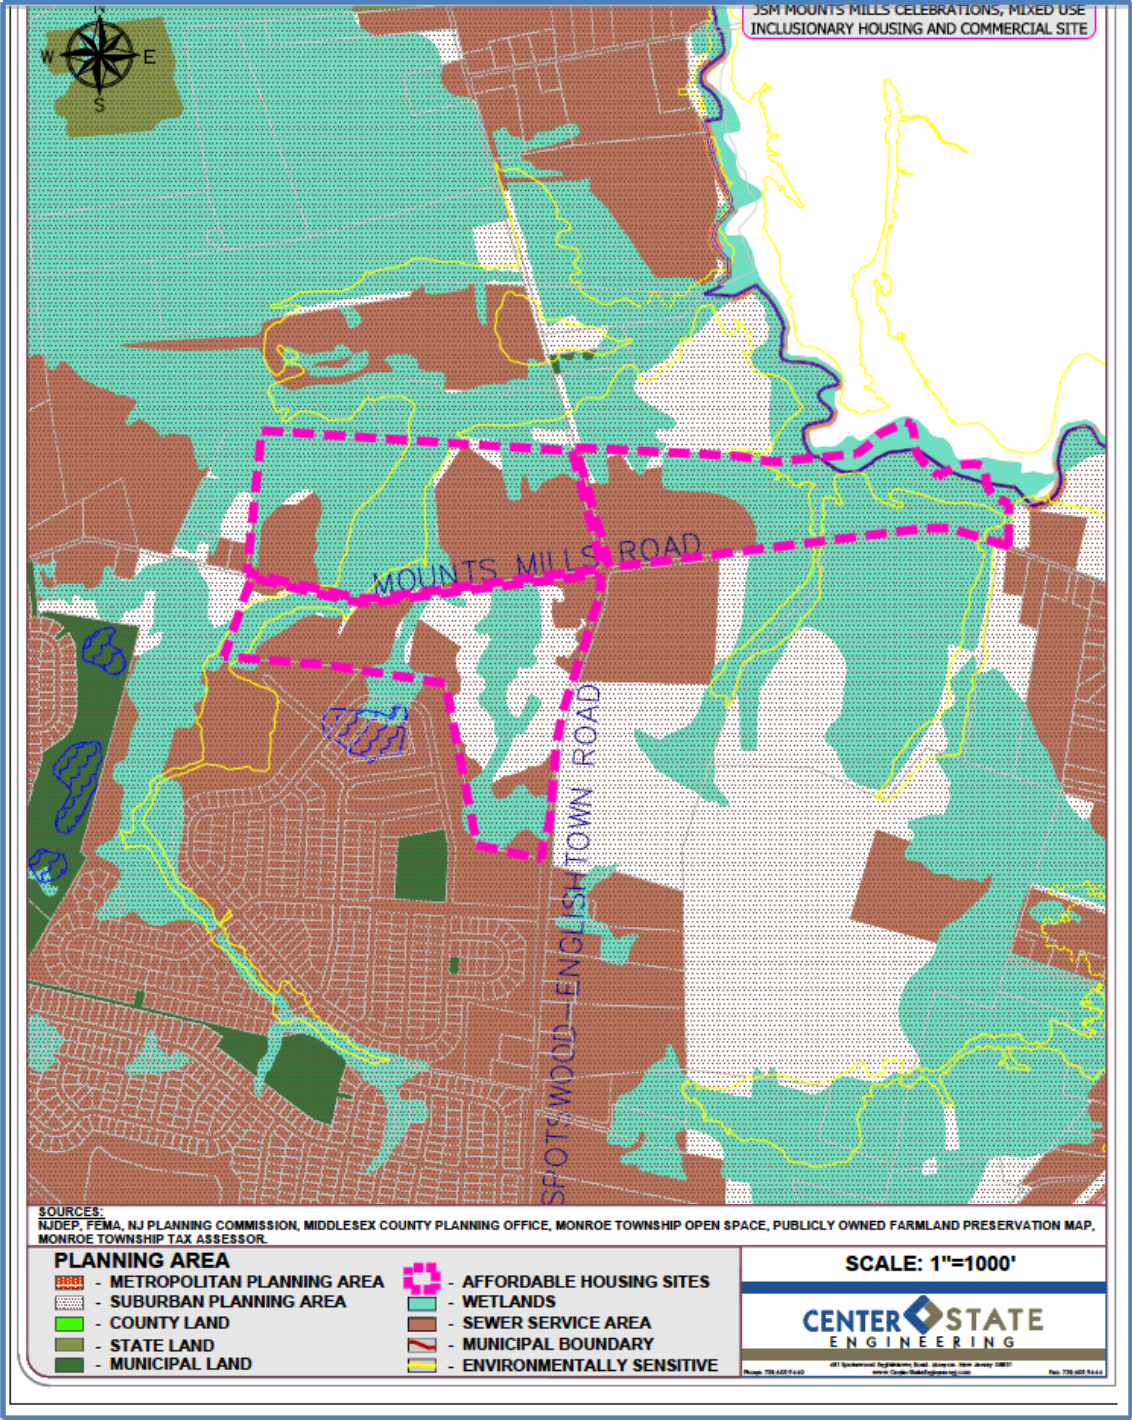 JSM MOUNTS MILLS CELEBRATIONS, MIXED USE
INCLUSIONARY HOUSING AND COMMERCIAL SITE
N
W E
S
MOUNTS MILLS ROAD
SPOTSWOOD-ENGLISHTOWN ROAD
SOURCES:
NJDEP, FEMA, NJ PLANNING COMMISSION, MIDDLESEX COUNTY PLANNING OFFICE, MONROE TOWNSHIP OPEN SPACE, PUBLICLY OWNED FARMLAND PRESERVATION MAP,
MONROE TOWNSHIP TAX ASSESSOR.
PLANNING AREA
- METROPOLITAN PLANNING AREA
- SUBURBAN PLANNING AREA
- COUNTY LAND
- STATE LAND
- MUNICIPAL LAND
- AFFORDABLE HOUSING SITES
- WETLANDS
- SEWER SERVICE AREA
- MUNICIPAL BOUNDARY
- ENVIRONMENTALLY SENSITIVE
SCALE: 1"=1000'
CENTER STATE
ENGINEERING